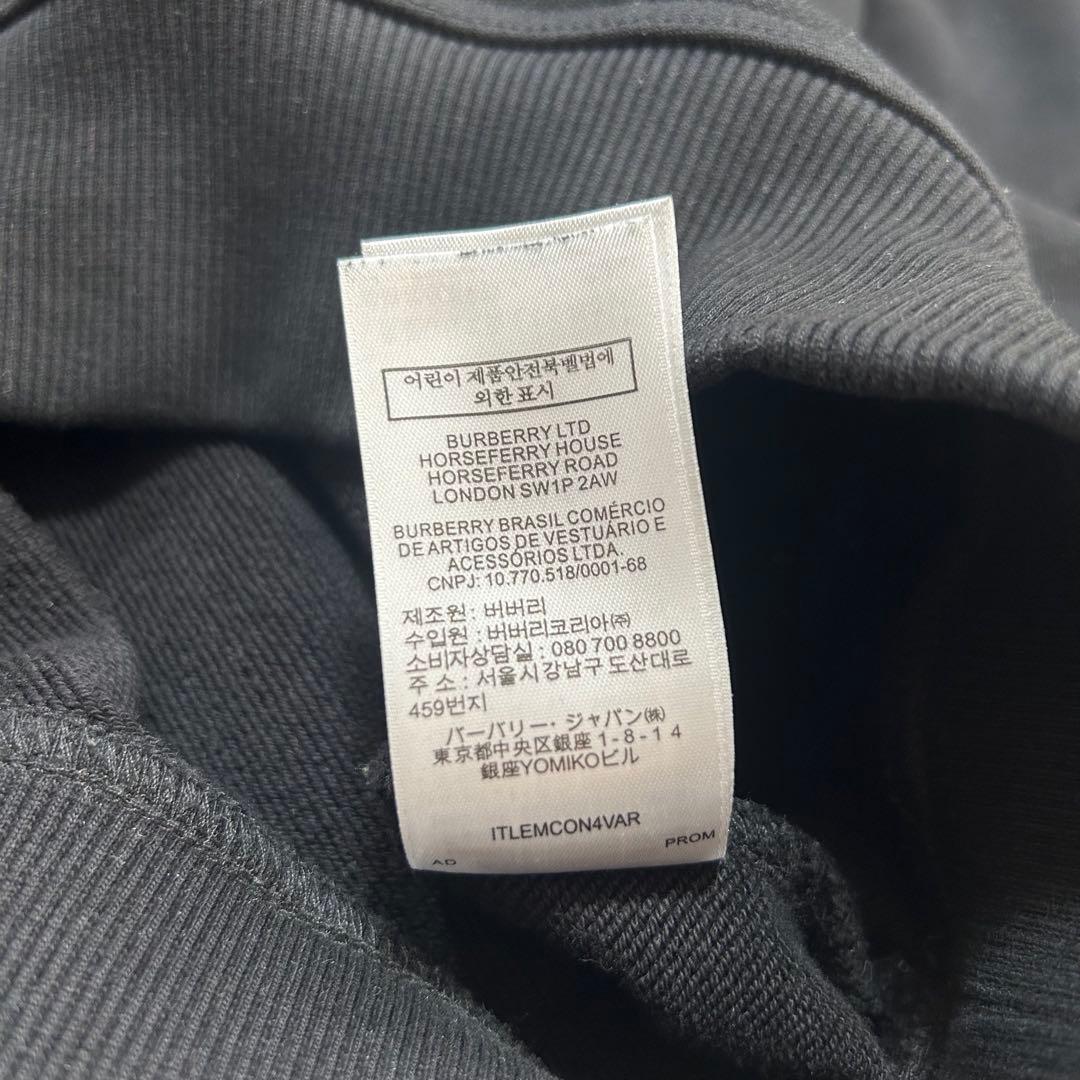 어린이 제품안전북벨법에
의한 표시
BURBERRY LTD
HORSEFERRY HOUSE
HORSEFERRY ROAD
LONDON SW1P 2AW
BURBERRY BRASIL COMÉRCIO
DE ARTIGOS DE VESTUÁRIO E
ACESSÓRIOS LTDA.
CNPJ: 10.770.518/0001-68
제조원 : 버버리
수입원 : 버버리코리아㈜
소비자상담실 : 080 700 8800
주 소 : 서울시 강남구 도산대로
459번지
バーバリー・ジャパン㈱
東京都中央区銀座 1 - 8 - 1 4
銀座YOMIKOビル
ITLEMCON4VAR
AD PROM